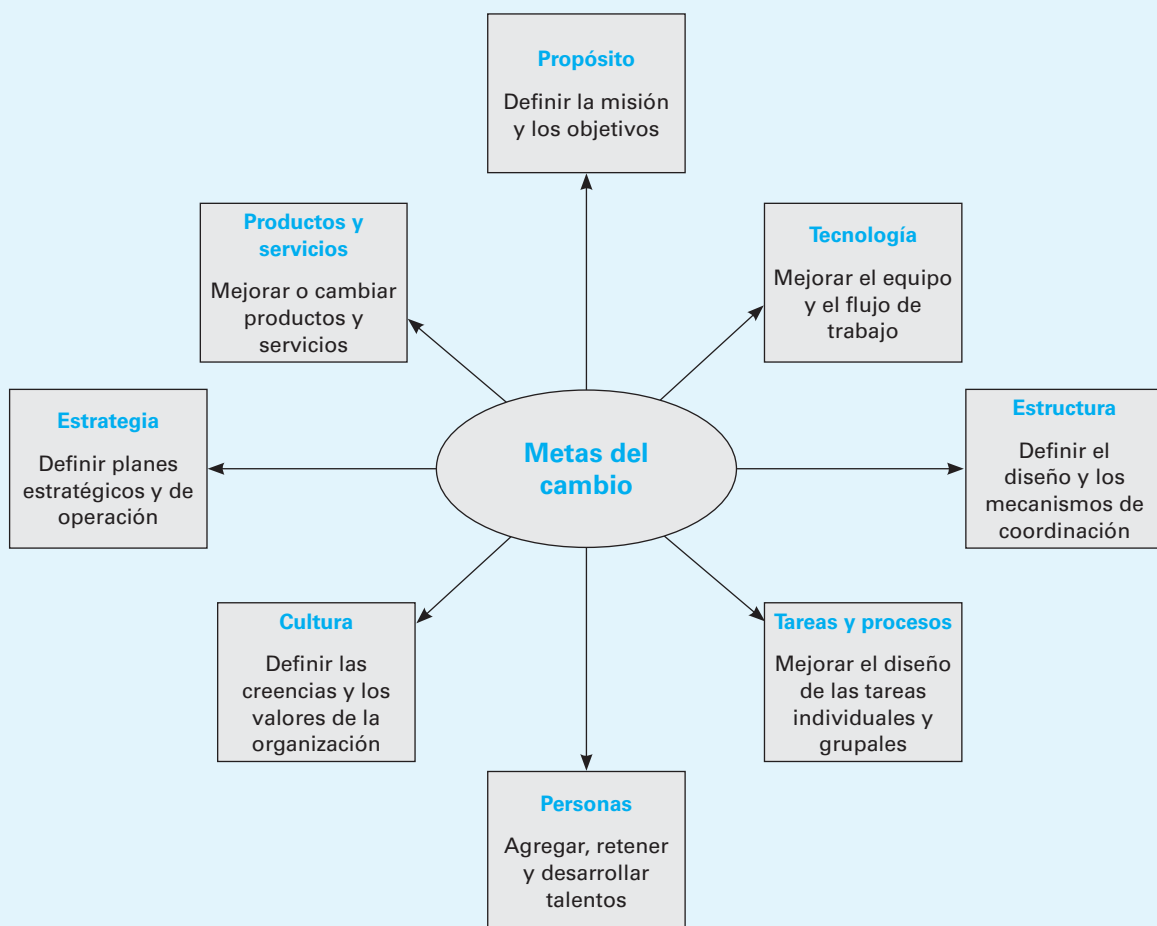 Propósito
Definir la misión
y los objetivos
Productos y
servicios
Mejorar o cambiar
productos y
servicios
Tecnología
Mejorar el equipo
y el flujo de
trabajo
Estrategia
Definir planes
estratégicos y de
operación
Metas del
cambio
Estructura
Definir el
diseño y los
mecanismos de
coordinación
Cultura
Definir las
creencias y los
valores de la
organización
Tareas y procesos
Mejorar el diseño
de las tareas
individuales y
grupales
Personas
Agregar, retener
y desarrollar
talentos